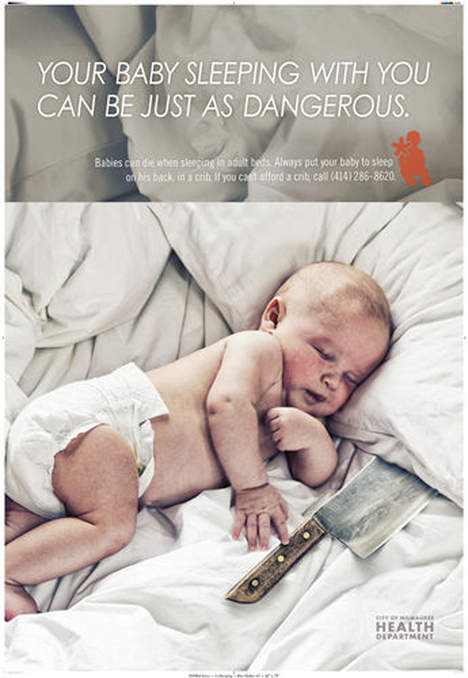 YOUR BABY SLEEPING WITH YOU
CAN BE JUST AS DANGEROUS.
Babies can die when sleeping in adult beds. Always put your baby to sleep
on his back, in a crib. If you can't afford a crib, call (414) 286-8620.
CITY OF MILWAUKEE
HEALTH
DEPARTMENT